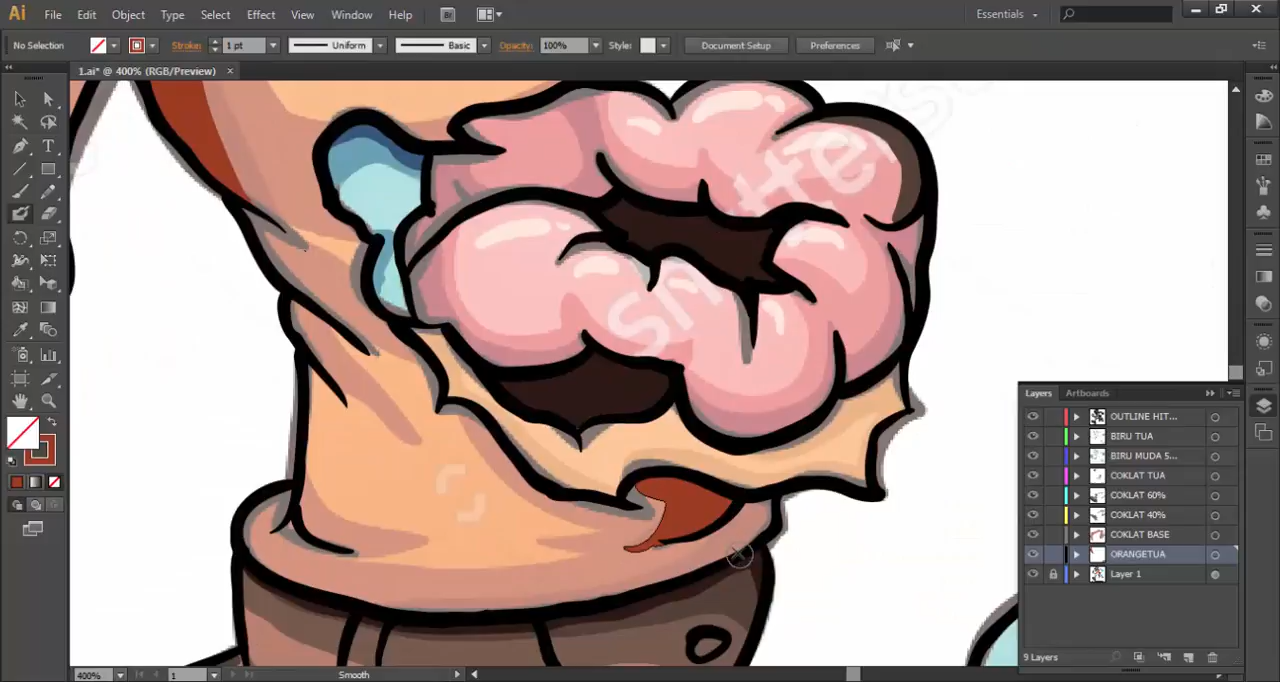 Ai File Edit Object Type Select Effect View Window Help Br Essentials
No Selection Stroke: 1 pt Uniform Basic Opacity: 100% Style: Document Setup Preferences
1.ai* @ 400% (RGB/Preview) ×
Layers Artboards
OUTLINE HIT...
BIRU TUA
BIRU MUDA S...
COKLAT TUA
COKLAT 60%
COKLAT 40%
COKLAT BASE
ORANGETUA
Layer 1
9 Layers
400% 1 Smooth